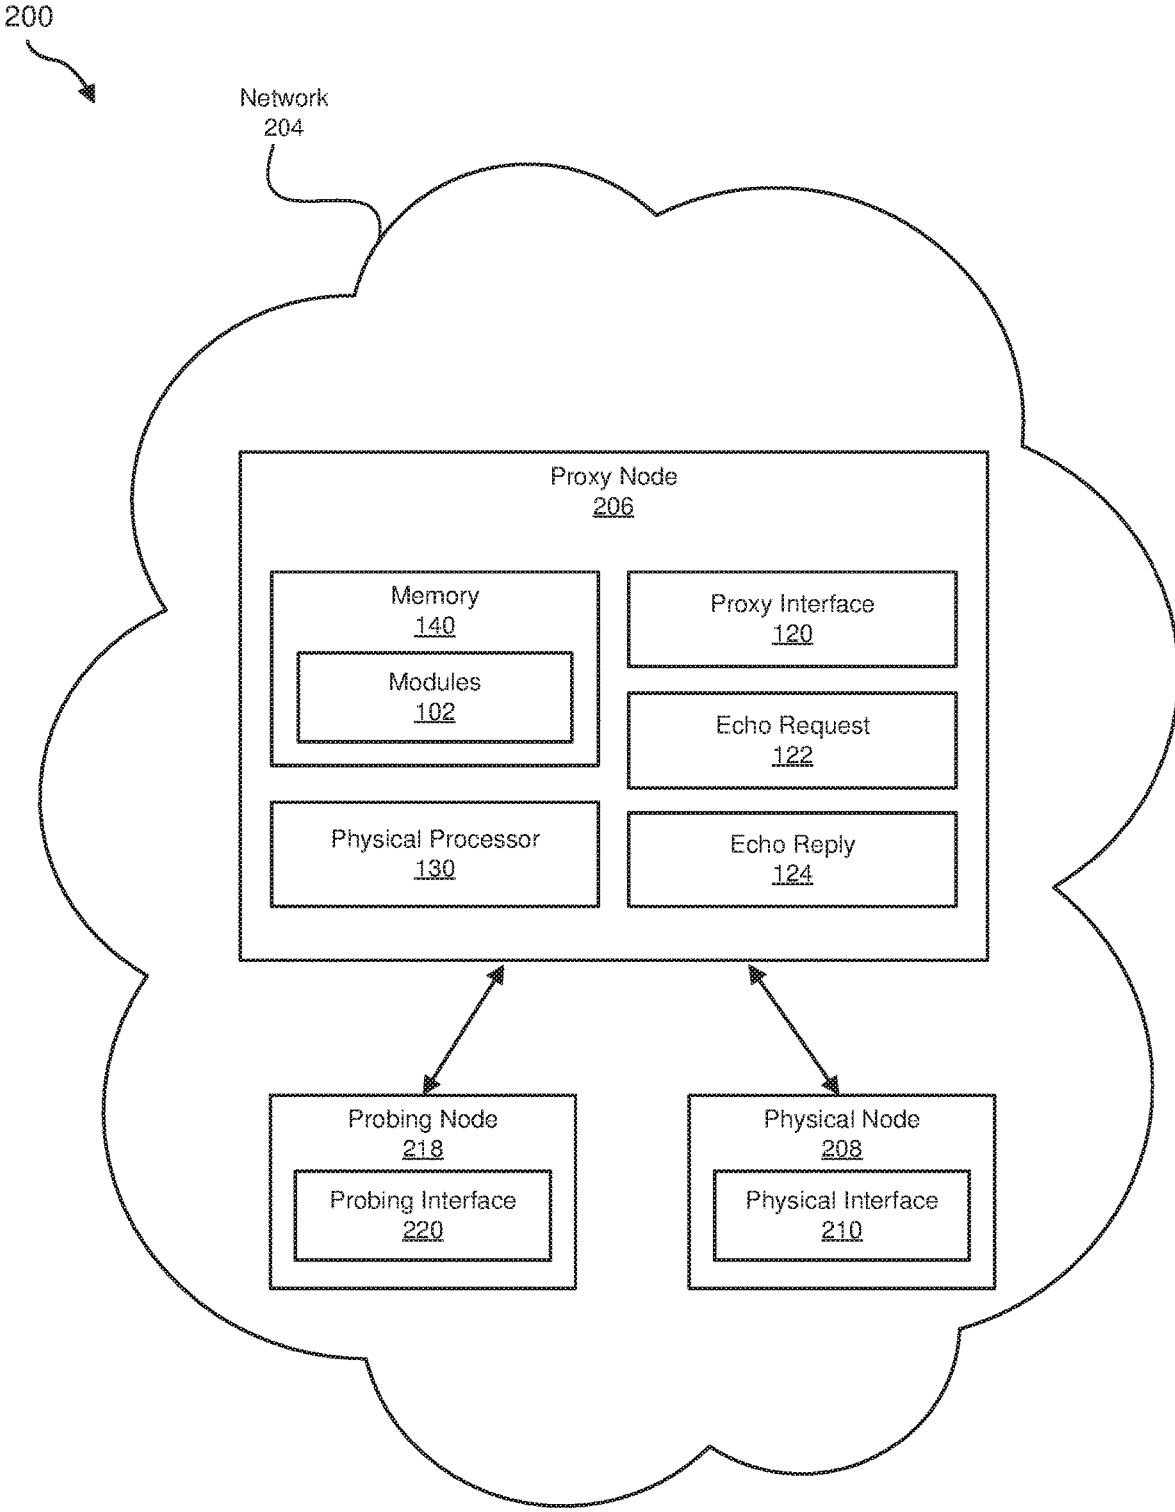 200
Network
204
Proxy Node
206
Memory
140
Modules
102
Physical Processor
130
Proxy Interface
120
Echo Request
122
Echo Reply
124
Probing Node
218
Probing Interface
220
Physical Node
208
Physical Interface
210